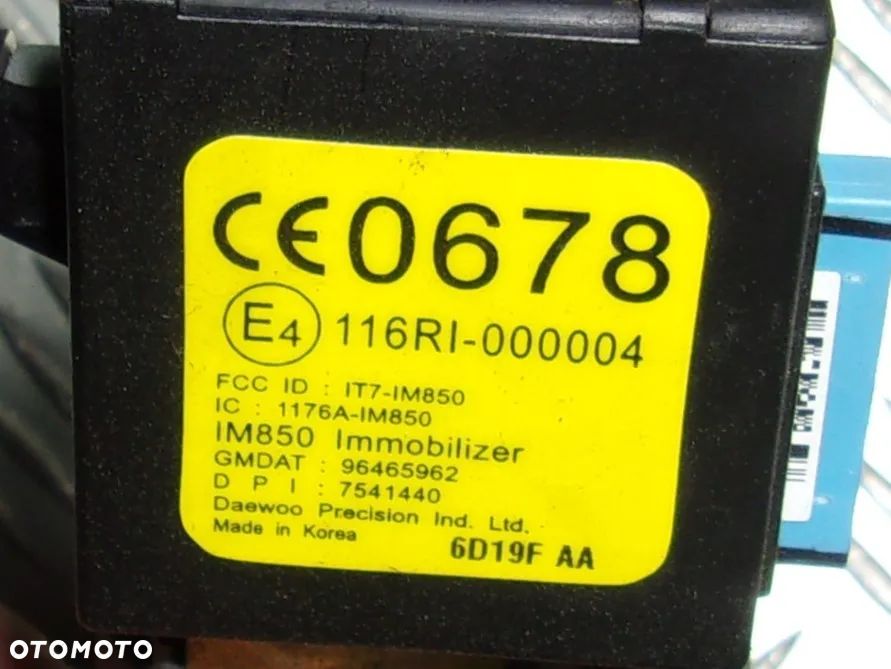 CE0678
E4 116RI-000004
FCC ID : IT7-IM850
IC : 1176A-IM850
IM850 Immobilizer
GMDAT : 96465962
D P I : 7541440
Daewoo Precision Ind. Ltd.
Made in Korea
6D19F AA
OTOMOTO